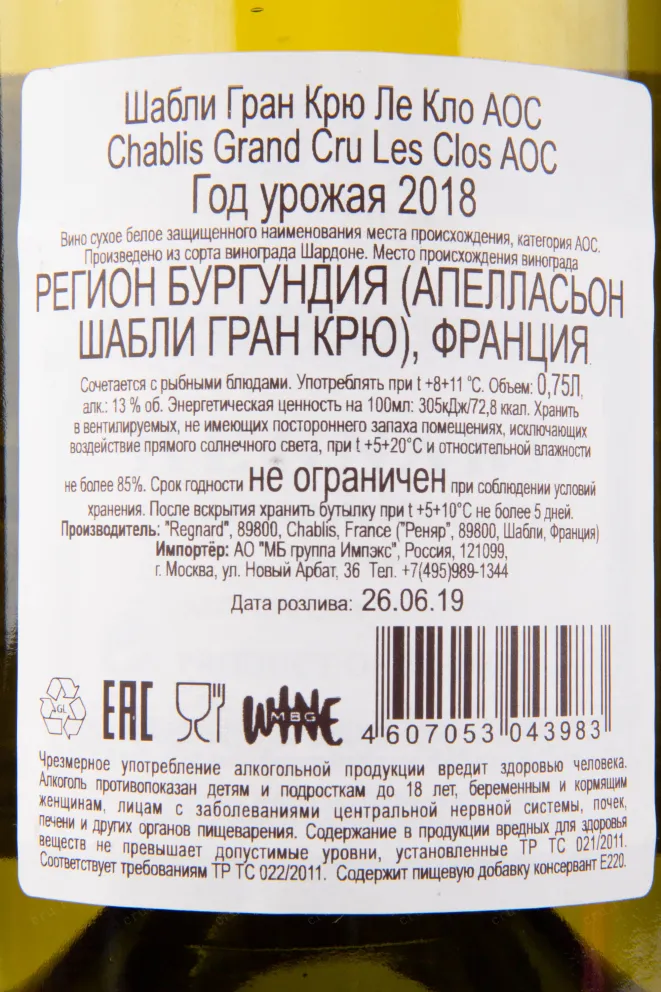 Шабли Гран Крю Ле Кло АОС
Chablis Grand Cru Les Clos AOC
Год урожая 2018
Вино сухое белое защищенного наименования места происхождения, категория АОС.
Произведено из сорта винограда Шардоне. Место происхождения винограда
РЕГИОН БУРГУНДИЯ (АПЕЛЛАСЬОН
ШАБЛИ ГРАН КРЮ), ФРАНЦИЯ
Сочетается с рыбными блюдами. Употреблять при t +8+11 °С. Объем: 0,75Л,
алк.: 13 % об. Энергетическая ценность на 100мл: 305кДж/72,8 ккал. Хранить
в вентилируемых, не имеющих постороннего запаха помещениях, исключающих
воздействие прямого солнечного света, при t +5+20°С и относительной влажности
не более 85%. Срок годности не ограничен при соблюдении условий
хранения. После вскрытия хранить бутылку при t +5+10°С не более 5 дней.
Производитель: "Regnard", 89800, Chablis, France ("Реняр", 89800, Шабли, Франция)
Импортёр: АО "МБ группа Импэкс", Россия, 121099,
г. Москва, ул. Новый Арбат, 36 Тел. +7(495)989-1344
Дата розлива: 26.06.19
AGL EAC WINE MBG 4 607053 043983
Чрезмерное употребление алкогольной продукции вредит здоровью человека.
Алкоголь противопоказан детям и подросткам до 18 лет, беременным и кормящим
женщинам, лицам с заболеваниями центральной нервной системы, почек,
печени и других органов пищеварения. Содержание в продукции вредных для здоровья
веществ не превышает допустимые уровни, установленные ТР ТС 021/2011.
Соответствует требованиям ТР ТС 022/2011. Содержит пищевую добавку консервант Е220.